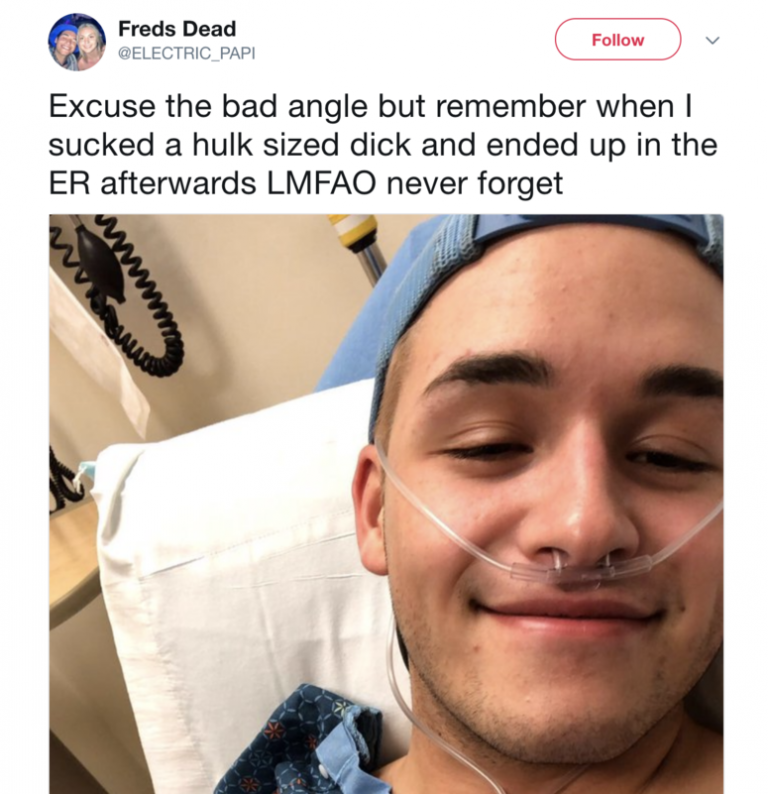 Freds Dead
@ELECTRIC_PAPI
Follow
Excuse the bad angle but remember when I
sucked a hulk sized dick and ended up in the
ER afterwards LMFAO never forget